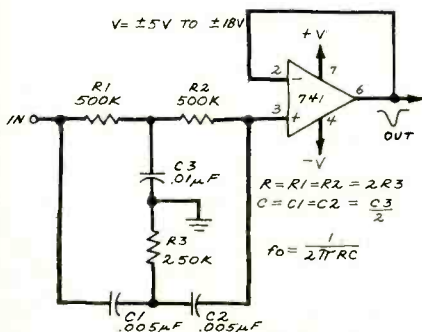 V= ±5V TO ±18V
+V
2
-
7
741
6
3
+
4
-V
OUT
IN
R1
500K
R2
500K
C3
.01µF
R3
250K
C1
.005µF
C2
.005µF
R=R1=R2=2R3
C=C1=C2= C3/2
fo= 1/2πRC